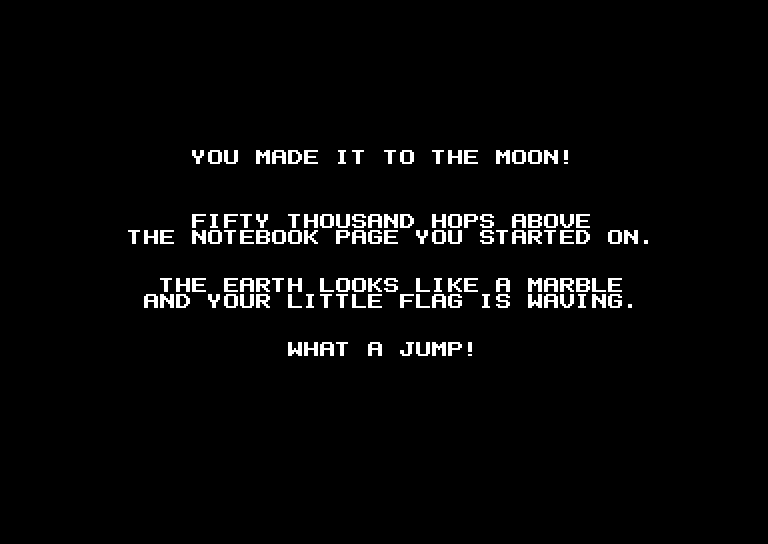 YOU MADE IT TO THE MOON!
FIFTY THOUSAND HOPS ABOVE
THE NOTEBOOK PAGE YOU STARTED ON.
THE EARTH LOOKS LIKE A MARBLE
AND YOUR LITTLE FLAG IS WAVING.
WHAT A JUMP!